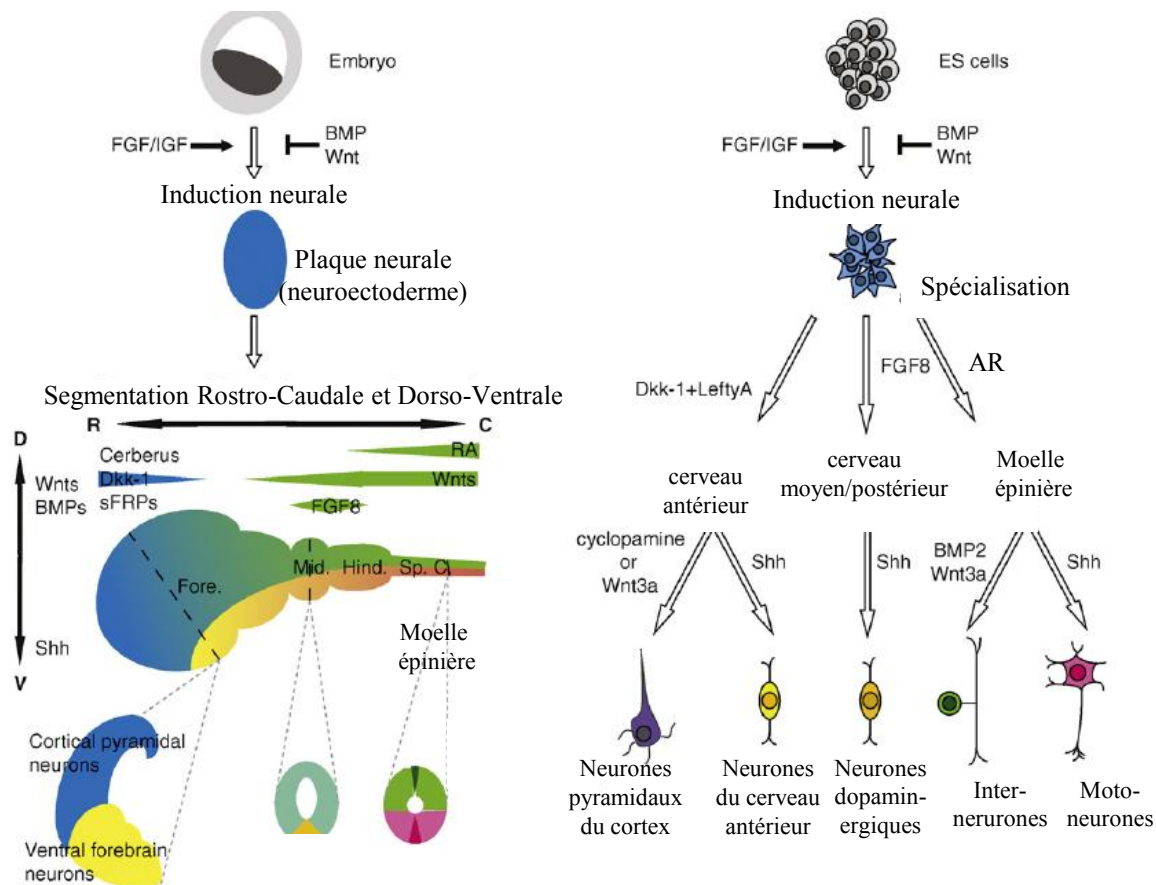 Embryo
FGF/IGF
BMP
Wnt
Induction neurale
Plaque neurale
(neuroectoderme)
Segmentation Rostro-Caudale et Dorso-Ventrale
R
C
D
Wnts
BMPs
Cerberus
Dkk-1
sFRPs
RA
Wnts
FGF8
Fore.
Mid.
Hind.
Sp. C.
Shh
V
Moelle
épinière
Cortical pyramidal
neurons
Ventral forebrain
neurons
ES cells
FGF/IGF
BMP
Wnt
Induction neurale
Spécialisation
Dkk-1+LeftyA
FGF8
AR
cerveau
antérieur
cerveau
moyen/postérieur
Moelle
épinière
cyclopamine
or
Wnt3a
Shh
Shh
BMP2
Wnt3a
Shh
Neurones
pyramidaux
du cortex
Neurones
du cerveau
antérieur
Neurones
dopamin-
ergiques
Inter-
nerurones
Moto-
neurones